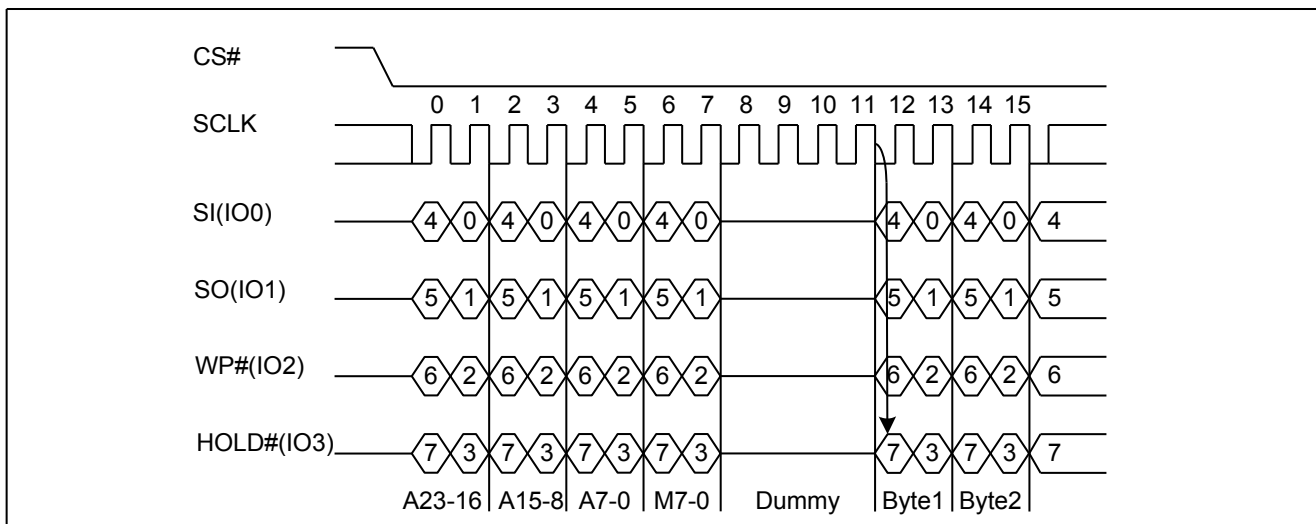 CS#
0 1 2 3 4 5 6 7 8 9 10 11 12 13 14 15
SCLK
SI(IO0) 4 0 4 0 4 0 4 0 4 0 4 0 4
SO(IO1) 5 1 5 1 5 1 5 1 5 1 5 1 5
WP#(IO2) 6 2 6 2 6 2 6 2 6 2 6 2 6
HOLD#(IO3) 7 3 7 3 7 3 7 3 7 3 7 3 7
A23-16 A15-8 A7-0 M7-0 Dummy Byte1 Byte2